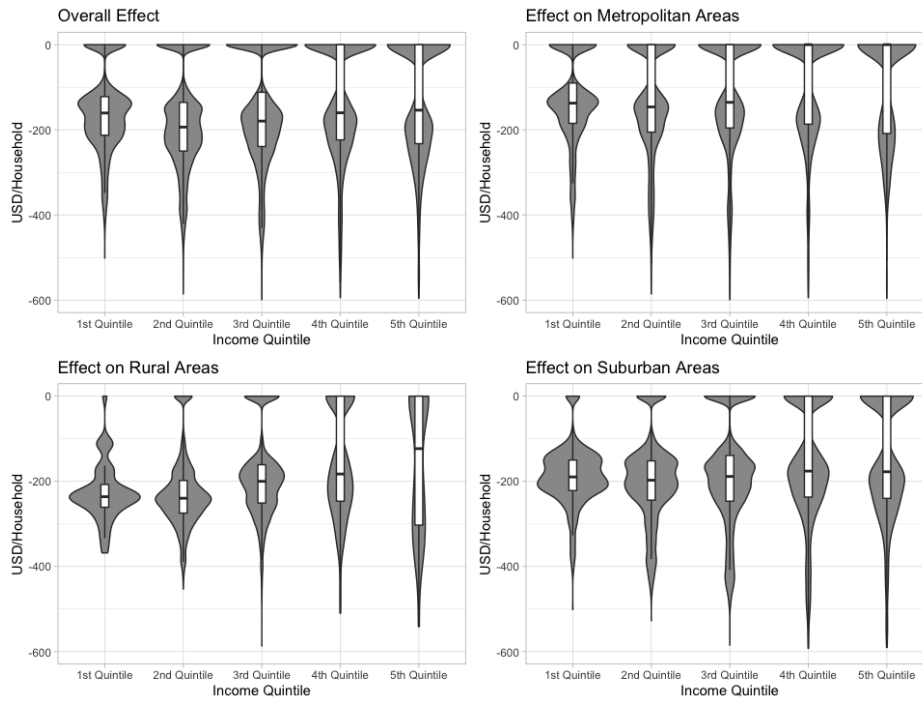 Overall Effect
USD/Household
0
-200
-400
-600
1st Quintile 2nd Quintile 3rd Quintile 4th Quintile 5th Quintile
Income Quintile
Effect on Metropolitan Areas
USD/Household
0
-200
-400
-600
1st Quintile 2nd Quintile 3rd Quintile 4th Quintile 5th Quintile
Income Quintile
Effect on Rural Areas
USD/Household
0
-200
-400
-600
1st Quintile 2nd Quintile 3rd Quintile 4th Quintile 5th Quintile
Income Quintile
Effect on Suburban Areas
USD/Household
0
-200
-400
-600
1st Quintile 2nd Quintile 3rd Quintile 4th Quintile 5th Quintile
Income Quintile